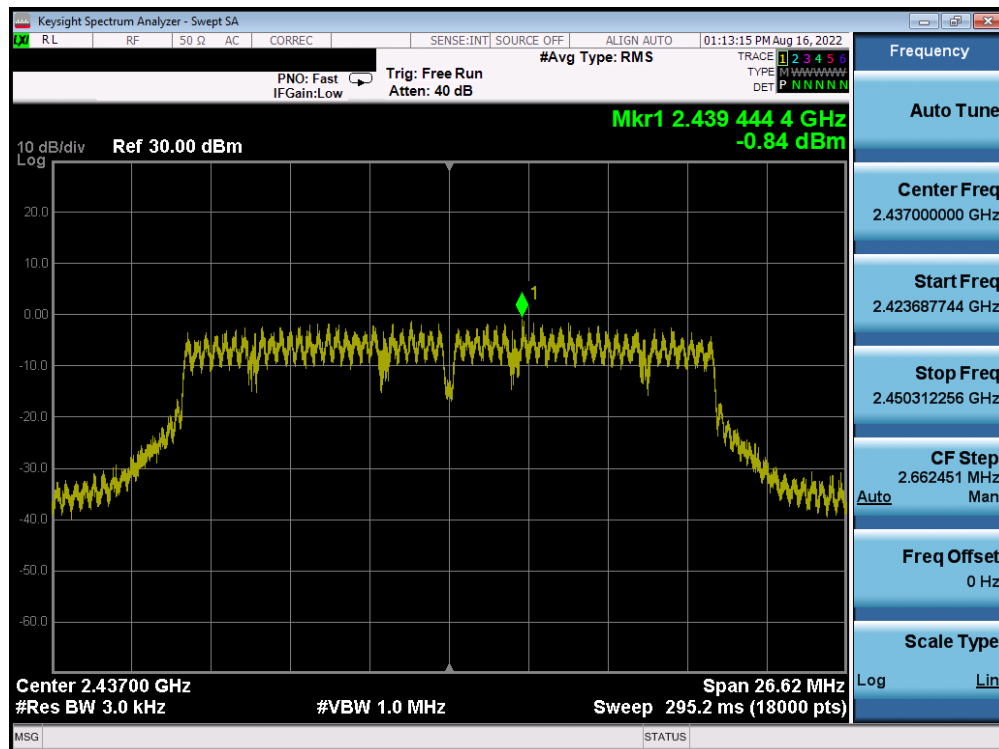 Keysight Spectrum Analyzer - Swept SA
LXI RL RF 50 Ω AC CORREC SENSE:INT SOURCE OFF ALIGN AUTO 01:13:15 PM Aug 16, 2022
#Avg Type: RMS
TRACE 1 2 3 4 5 6
TYPE M WWWWW
DET P N N N N N
PNO: Fast
IFGain:Low
Trig: Free Run
Atten: 40 dB
Mkr1 2.439 444 4 GHz
-0.84 dBm
10 dB/div
Log
Ref 30.00 dBm
20.0
10.0
0.00
-10.0
-20.0
-30.0
-40.0
-50.0
-60.0
1
Center 2.43700 GHz
#Res BW 3.0 kHz
#VBW 1.0 MHz
Span 26.62 MHz
Sweep 295.2 ms (18000 pts)
MSG
STATUS
Frequency
Auto Tune
Center Freq
2.437000000 GHz
Start Freq
2.423687744 GHz
Stop Freq
2.450312256 GHz
CF Step
2.662451 MHz
Auto Man
Freq Offset
0 Hz
Scale Type
Log Lin